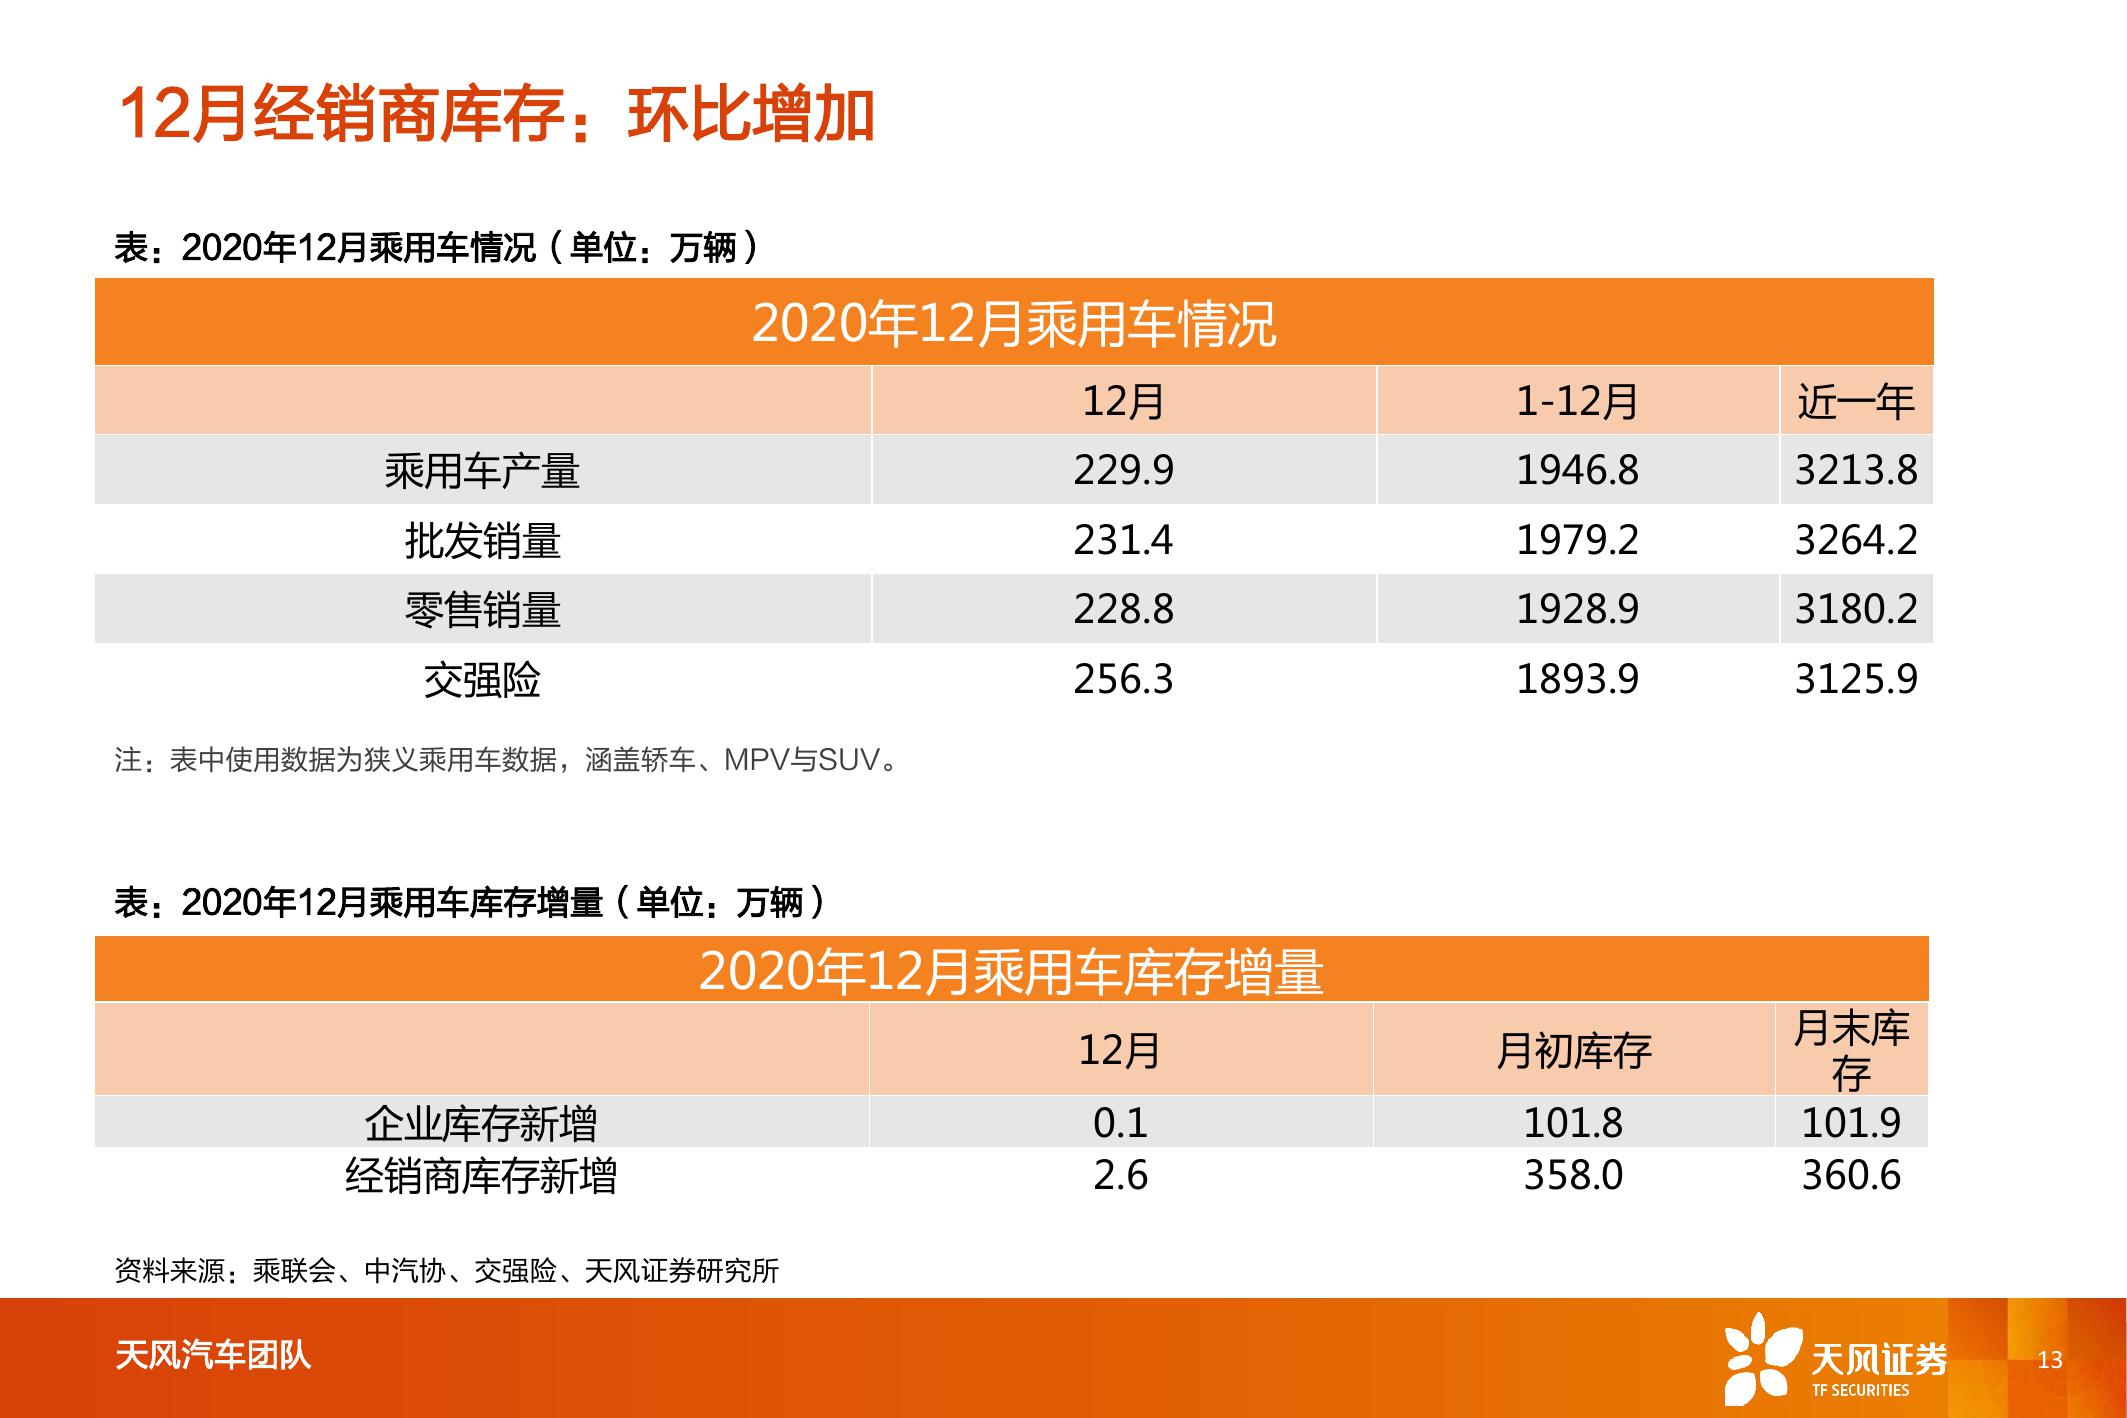 12月经销商库存：环比增加
表：2020年12月乘用车情况（单位：万辆）
2020年12月乘用车情况
12月 1-12月 近一年
乘用车产量 229.9 1946.8 3213.8
批发销量 231.4 1979.2 3264.2
零售销量 228.8 1928.9 3180.2
交强险 256.3 1893.9 3125.9
注：表中使用数据为狭义乘用车数据，涵盖轿车、MPV与SUV。
表：2020年12月乘用车库存增量（单位：万辆）
2020年12月乘用车库存增量
12月 月初库存 月末库存
企业库存新增 0.1 101.8 101.9
经销商库存新增 2.6 358.0 360.6
资料来源：乘联会、中汽协、交强险、天风证券研究所
天风汽车团队
天风证券
TF SECURITIES
13